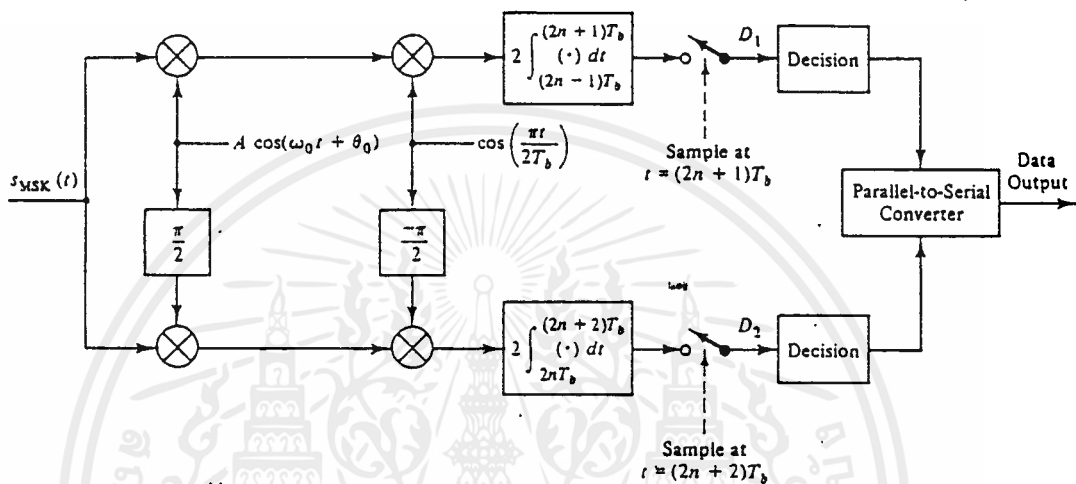 s_MSK (t)
A cos(ω₀ t + θ₀)
π/2
cos(πt/2T_b)
−π/2
2 ∫_{(2n − 1)T_b}^{(2n + 1)T_b} (·) dt
D₁
Decision
Sample at
t = (2n + 1)T_b
Parallel-to-Serial
Converter
Data
Output
2 ∫_{2nT_b}^{(2n + 2)T_b} (·) dt
D₂
Decision
Sample at
t = (2n + 2)T_b